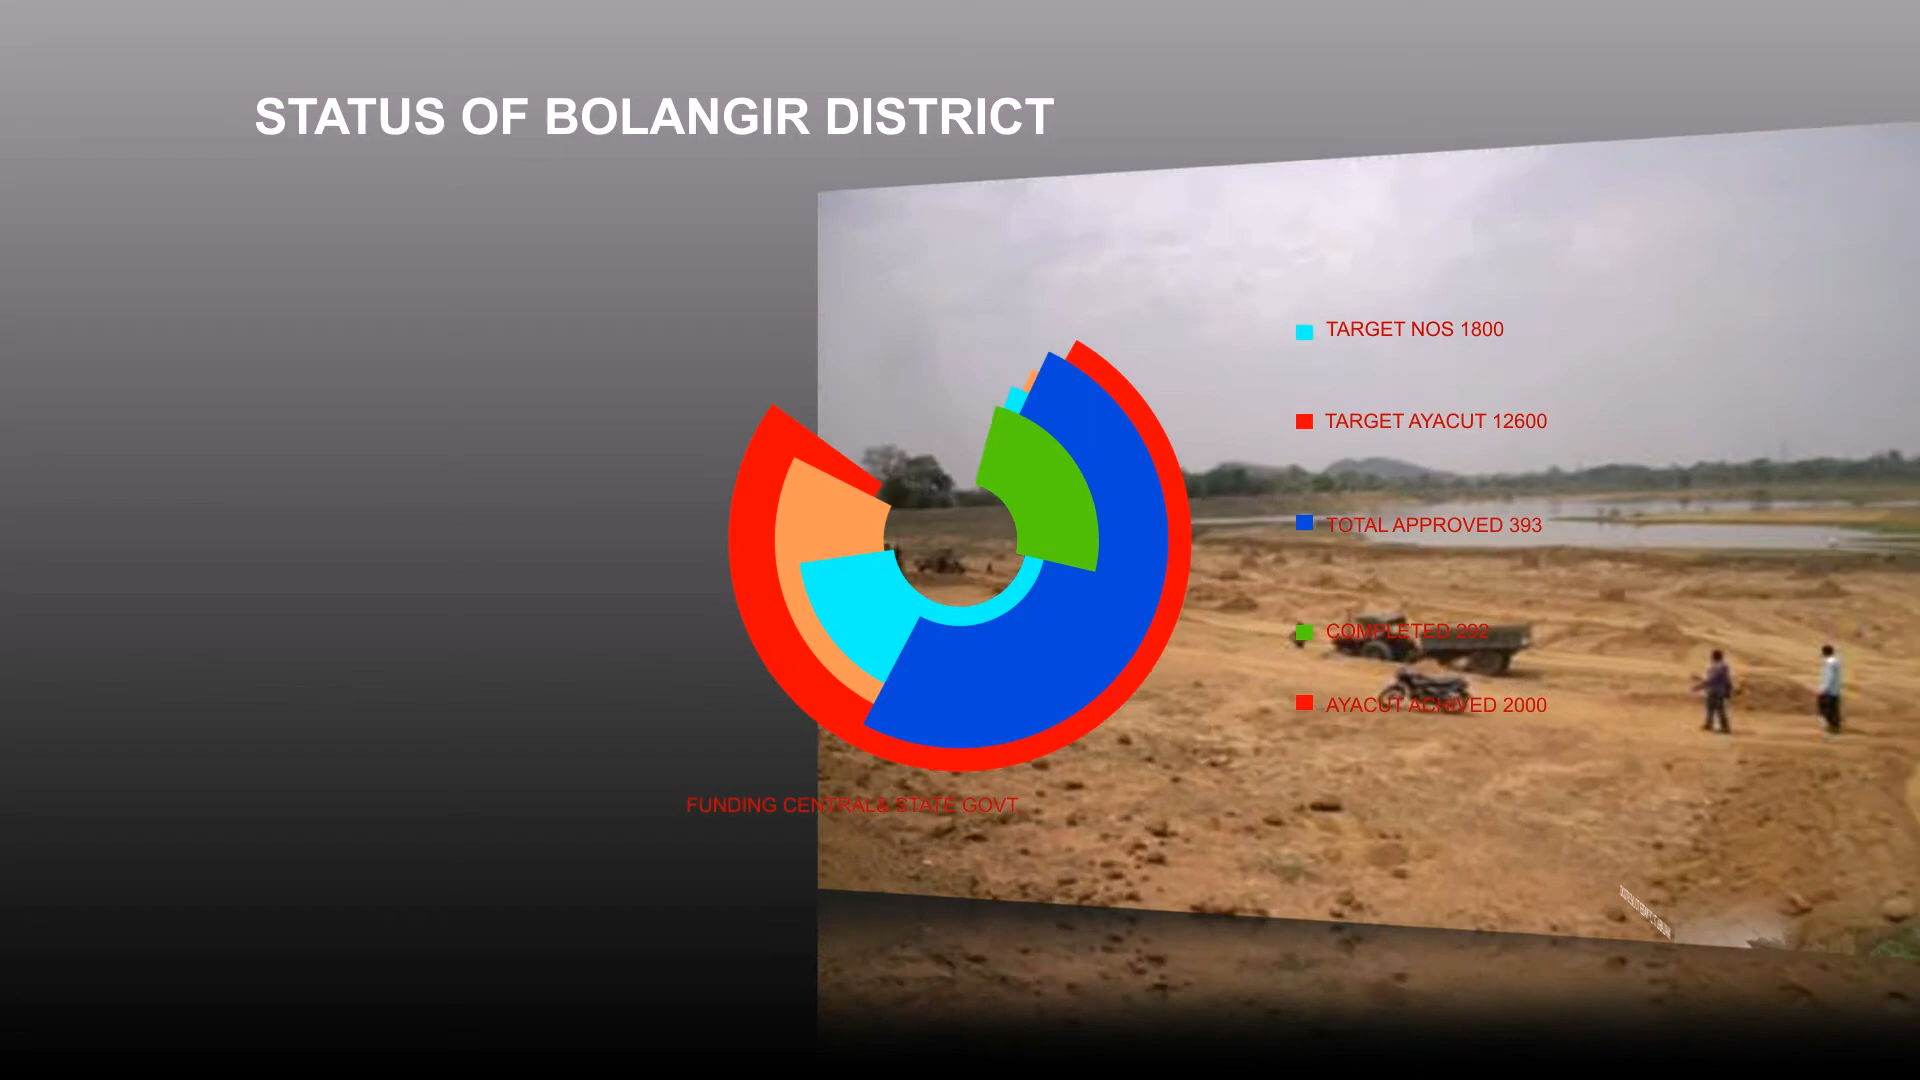 STATUS OF BOLANGIR DISTRICT
TARGET NOS 1800
TARGET AYACUT 12600
TOTAL APPROVED 393
COMPLETED 292
AYACUT ACHIVED 2000
FUNDING CENTRAL& STATE GOVT.